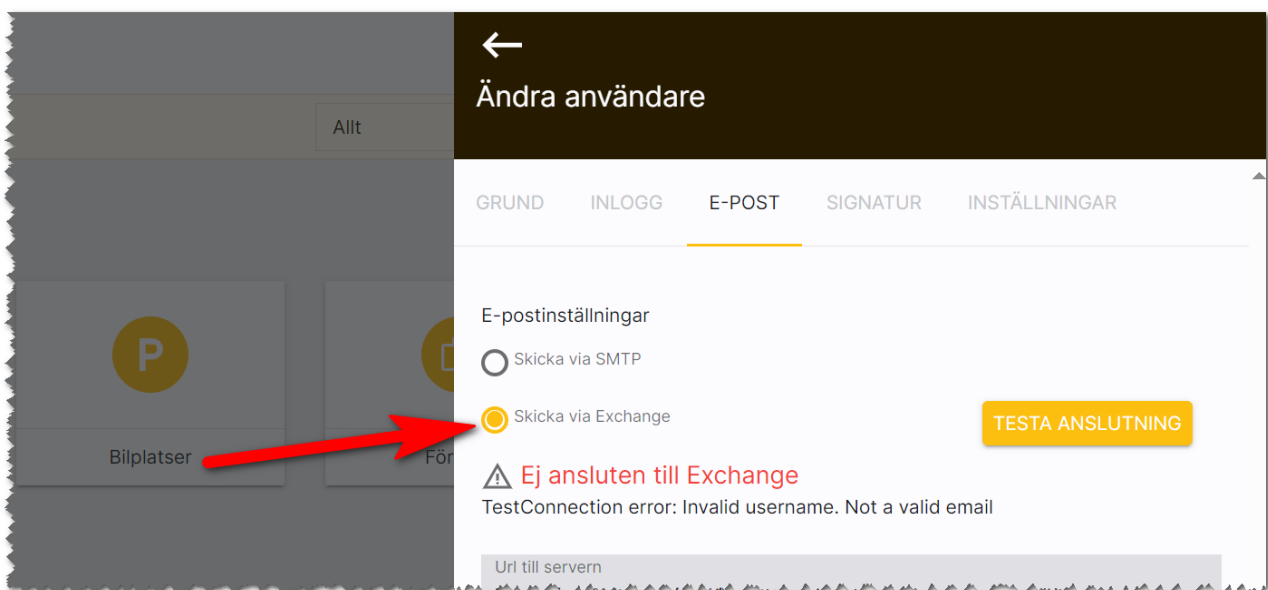 Ändra användare
Allt
GRUND INLOGG E-POST SIGNATUR INSTÄLLNINGAR
E-postinställningar
Skicka via SMTP
P
Skicka via Exchange
TESTA ANSLUTNING
Bilplatser
För
Ej ansluten till Exchange
TestConnection error: Invalid username. Not a valid email
Url till servern